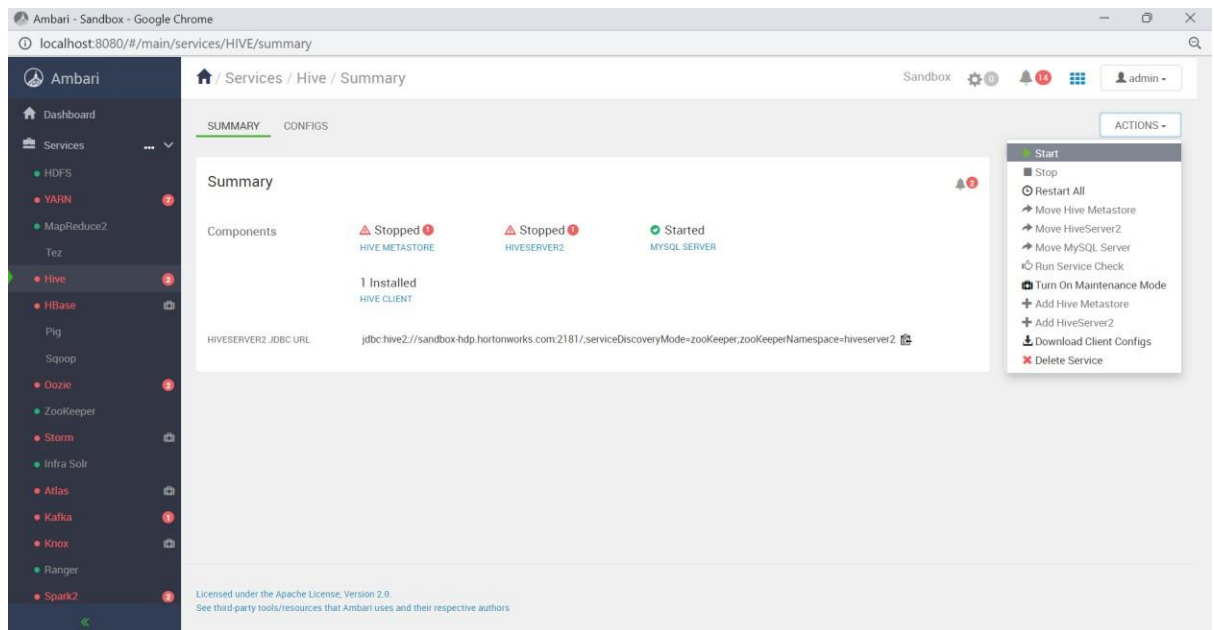 Ambari - Sandbox - Google Chrome
localhost:8080/#/main/services/HIVE/summary
Ambari
/ Services / Hive / Summary
Sandbox
0
14
admin
Dashboard
Services
...
HDFS
YARN
7
MapReduce2
Tez
Hive
2
HBase
Pig
Sqoop
Oozie
2
ZooKeeper
Storm
Infra Solr
Atlas
Kafka
1
Knox
Ranger
Spark2
2
SUMMARY
CONFIGS
ACTIONS
Start
Stop
Restart All
Move Hive Metastore
Move HiveServer2
Move MySQL Server
Run Service Check
Turn On Maintenance Mode
Add Hive Metastore
Add HiveServer2
Download Client Configs
Delete Service
Summary
2
Components
Stopped 1
HIVE METASTORE
Stopped 1
HIVESERVER2
Started
MYSQL SERVER
1 Installed
HIVE CLIENT
HIVESERVER2 JDBC URL
jdbc:hive2://sandbox-hdp.hortonworks.com:2181/;serviceDiscoveryMode=zooKeeper;zooKeeperNamespace=hiveserver2
Licensed under the Apache License, Version 2.0.
See third-party tools/resources that Ambari uses and their respective authors